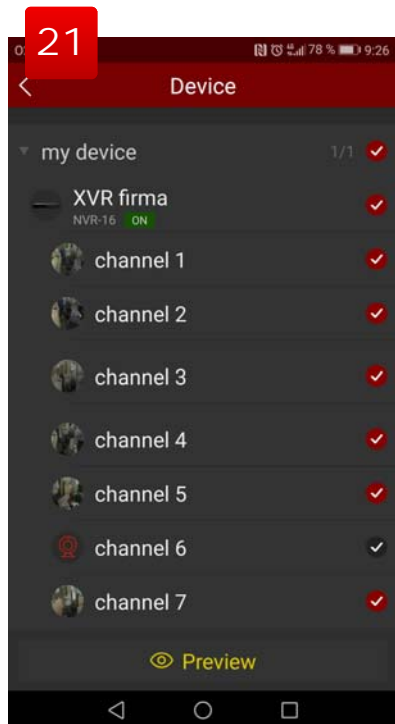 21
78 % 9:26
Device
my device 1/1
XVR firma
NVR-16 ON
channel 1
channel 2
channel 3
channel 4
channel 5
channel 6
channel 7
Preview